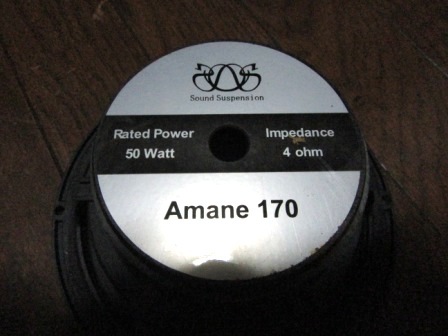 Sound Suspension
Rated Power
50 Watt
Impedance
4 ohm
Amane 170